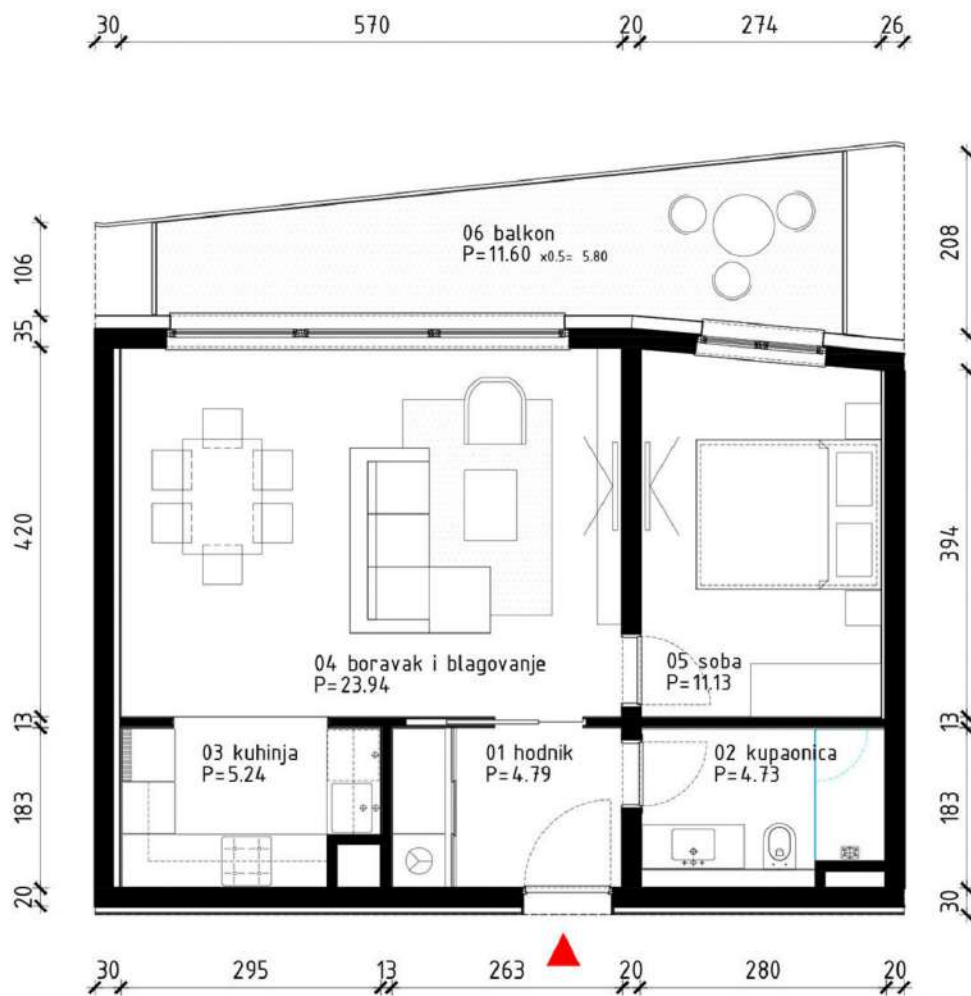 30 570 20 274 26
06 balkon
P=11.60 x0.5= 5.80
106
35
420
13
183
20
208
394
13
183
30
04 boravak i blagovanje
P=23.94
05 soba
P=11.13
03 kuhinja
P=5.24
01 hodnik
P=4.79
02 kupaonica
P=4.73
30 295 13 263 20 280 20